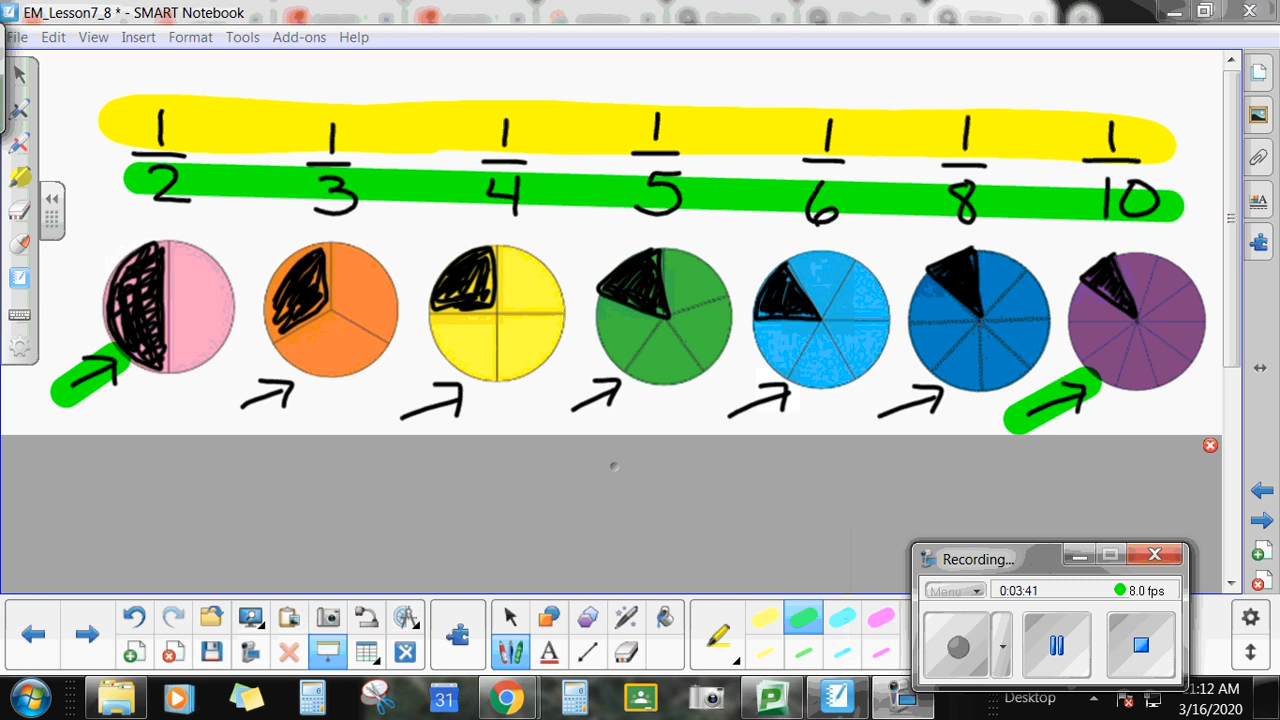 EM_Lesson7_8 * - SMART Notebook
File Edit View Insert Format Tools Add-ons Help
1 1 1 1 1 1 1
2 3 4 5 6 8 10
Recording...
Menu 0:03:41 8.0 fps
A
31
Desktop
1:12 AM
3/16/2020